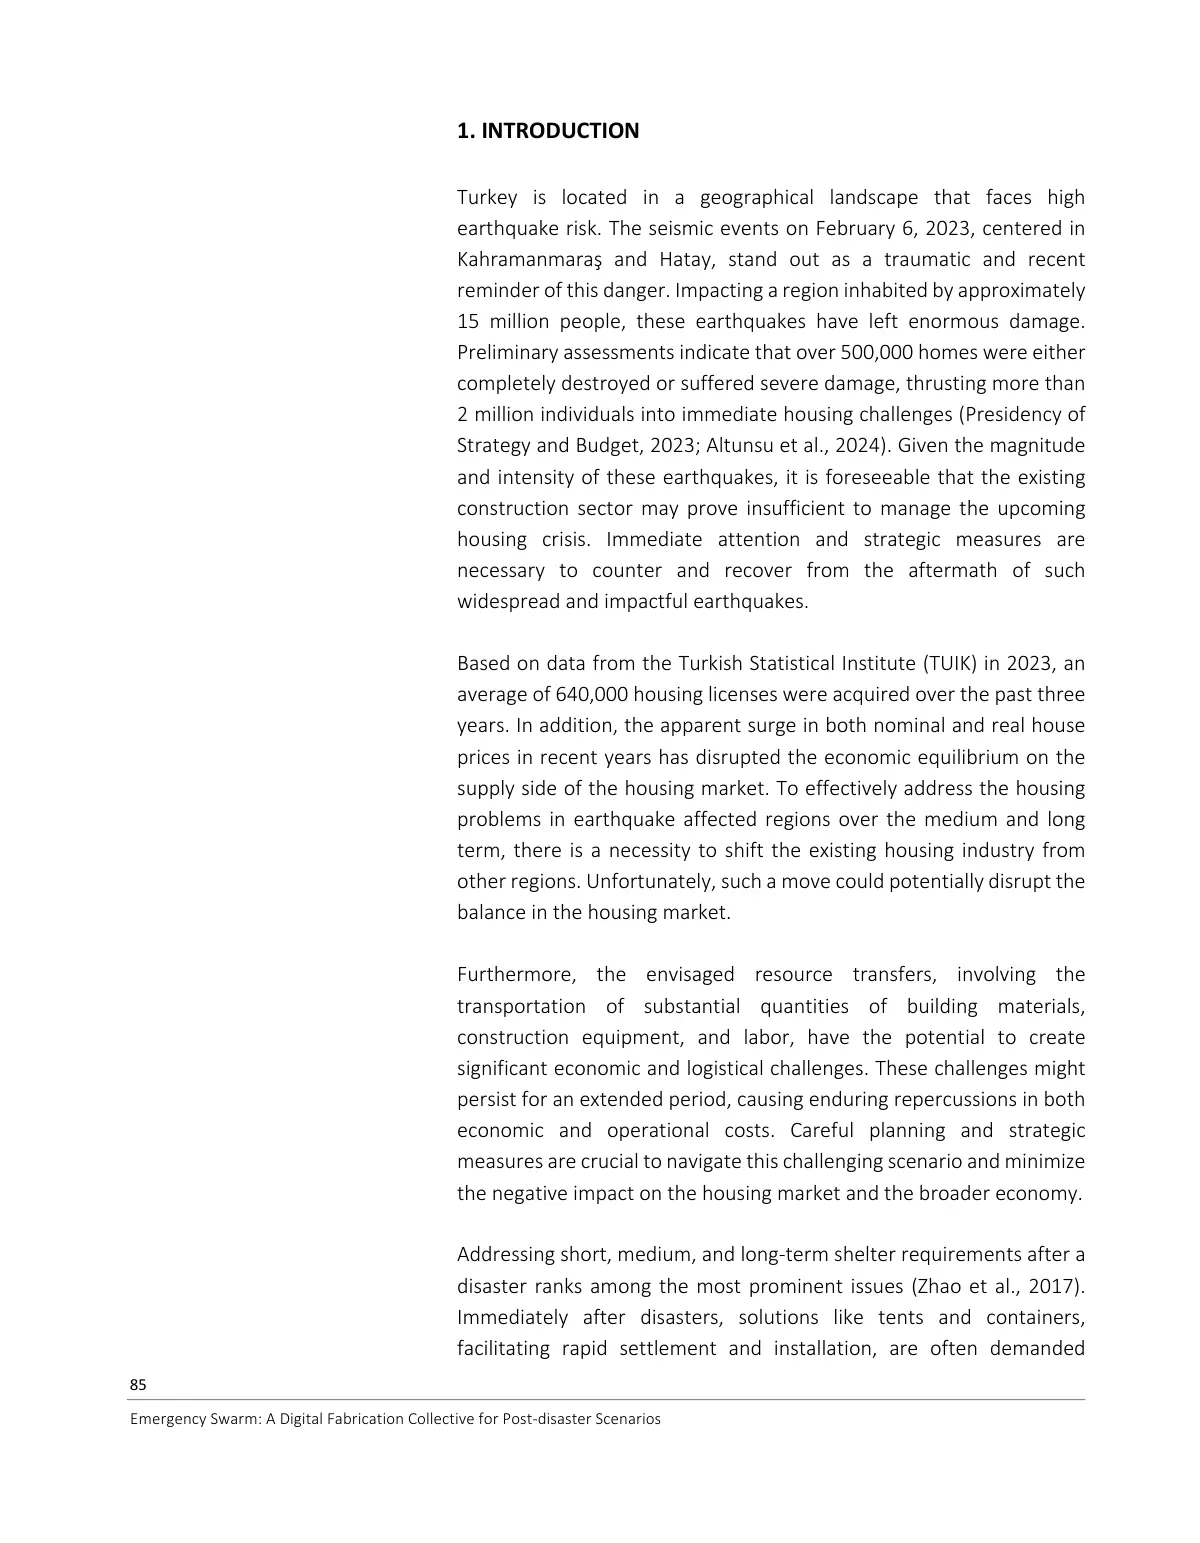 1. INTRODUCTION
Turkey is located in a geographical landscape that faces high
earthquake risk. The seismic events on February 6, 2023, centered in
Kahramanmaraş and Hatay, stand out as a traumatic and recent
reminder of this danger. Impacting a region inhabited by approximately
15 million people, these earthquakes have left enormous damage.
Preliminary assessments indicate that over 500,000 homes were either
completely destroyed or suffered severe damage, thrusting more than
2 million individuals into immediate housing challenges (Presidency of
Strategy and Budget, 2023; Altunsu et al., 2024). Given the magnitude
and intensity of these earthquakes, it is foreseeable that the existing
construction sector may prove insufficient to manage the upcoming
housing crisis. Immediate attention and strategic measures are
necessary to counter and recover from the aftermath of such
widespread and impactful earthquakes.
Based on data from the Turkish Statistical Institute (TUIK) in 2023, an
average of 640,000 housing licenses were acquired over the past three
years. In addition, the apparent surge in both nominal and real house
prices in recent years has disrupted the economic equilibrium on the
supply side of the housing market. To effectively address the housing
problems in earthquake affected regions over the medium and long
term, there is a necessity to shift the existing housing industry from
other regions. Unfortunately, such a move could potentially disrupt the
balance in the housing market.
Furthermore, the envisaged resource transfers, involving the
transportation of substantial quantities of building materials,
construction equipment, and labor, have the potential to create
significant economic and logistical challenges. These challenges might
persist for an extended period, causing enduring repercussions in both
economic and operational costs. Careful planning and strategic
measures are crucial to navigate this challenging scenario and minimize
the negative impact on the housing market and the broader economy.
Addressing short, medium, and long-term shelter requirements after a
disaster ranks among the most prominent issues (Zhao et al., 2017).
Immediately after disasters, solutions like tents and containers,
facilitating rapid settlement and installation, are often demanded
85
Emergency Swarm: A Digital Fabrication Collective for Post-disaster Scenarios